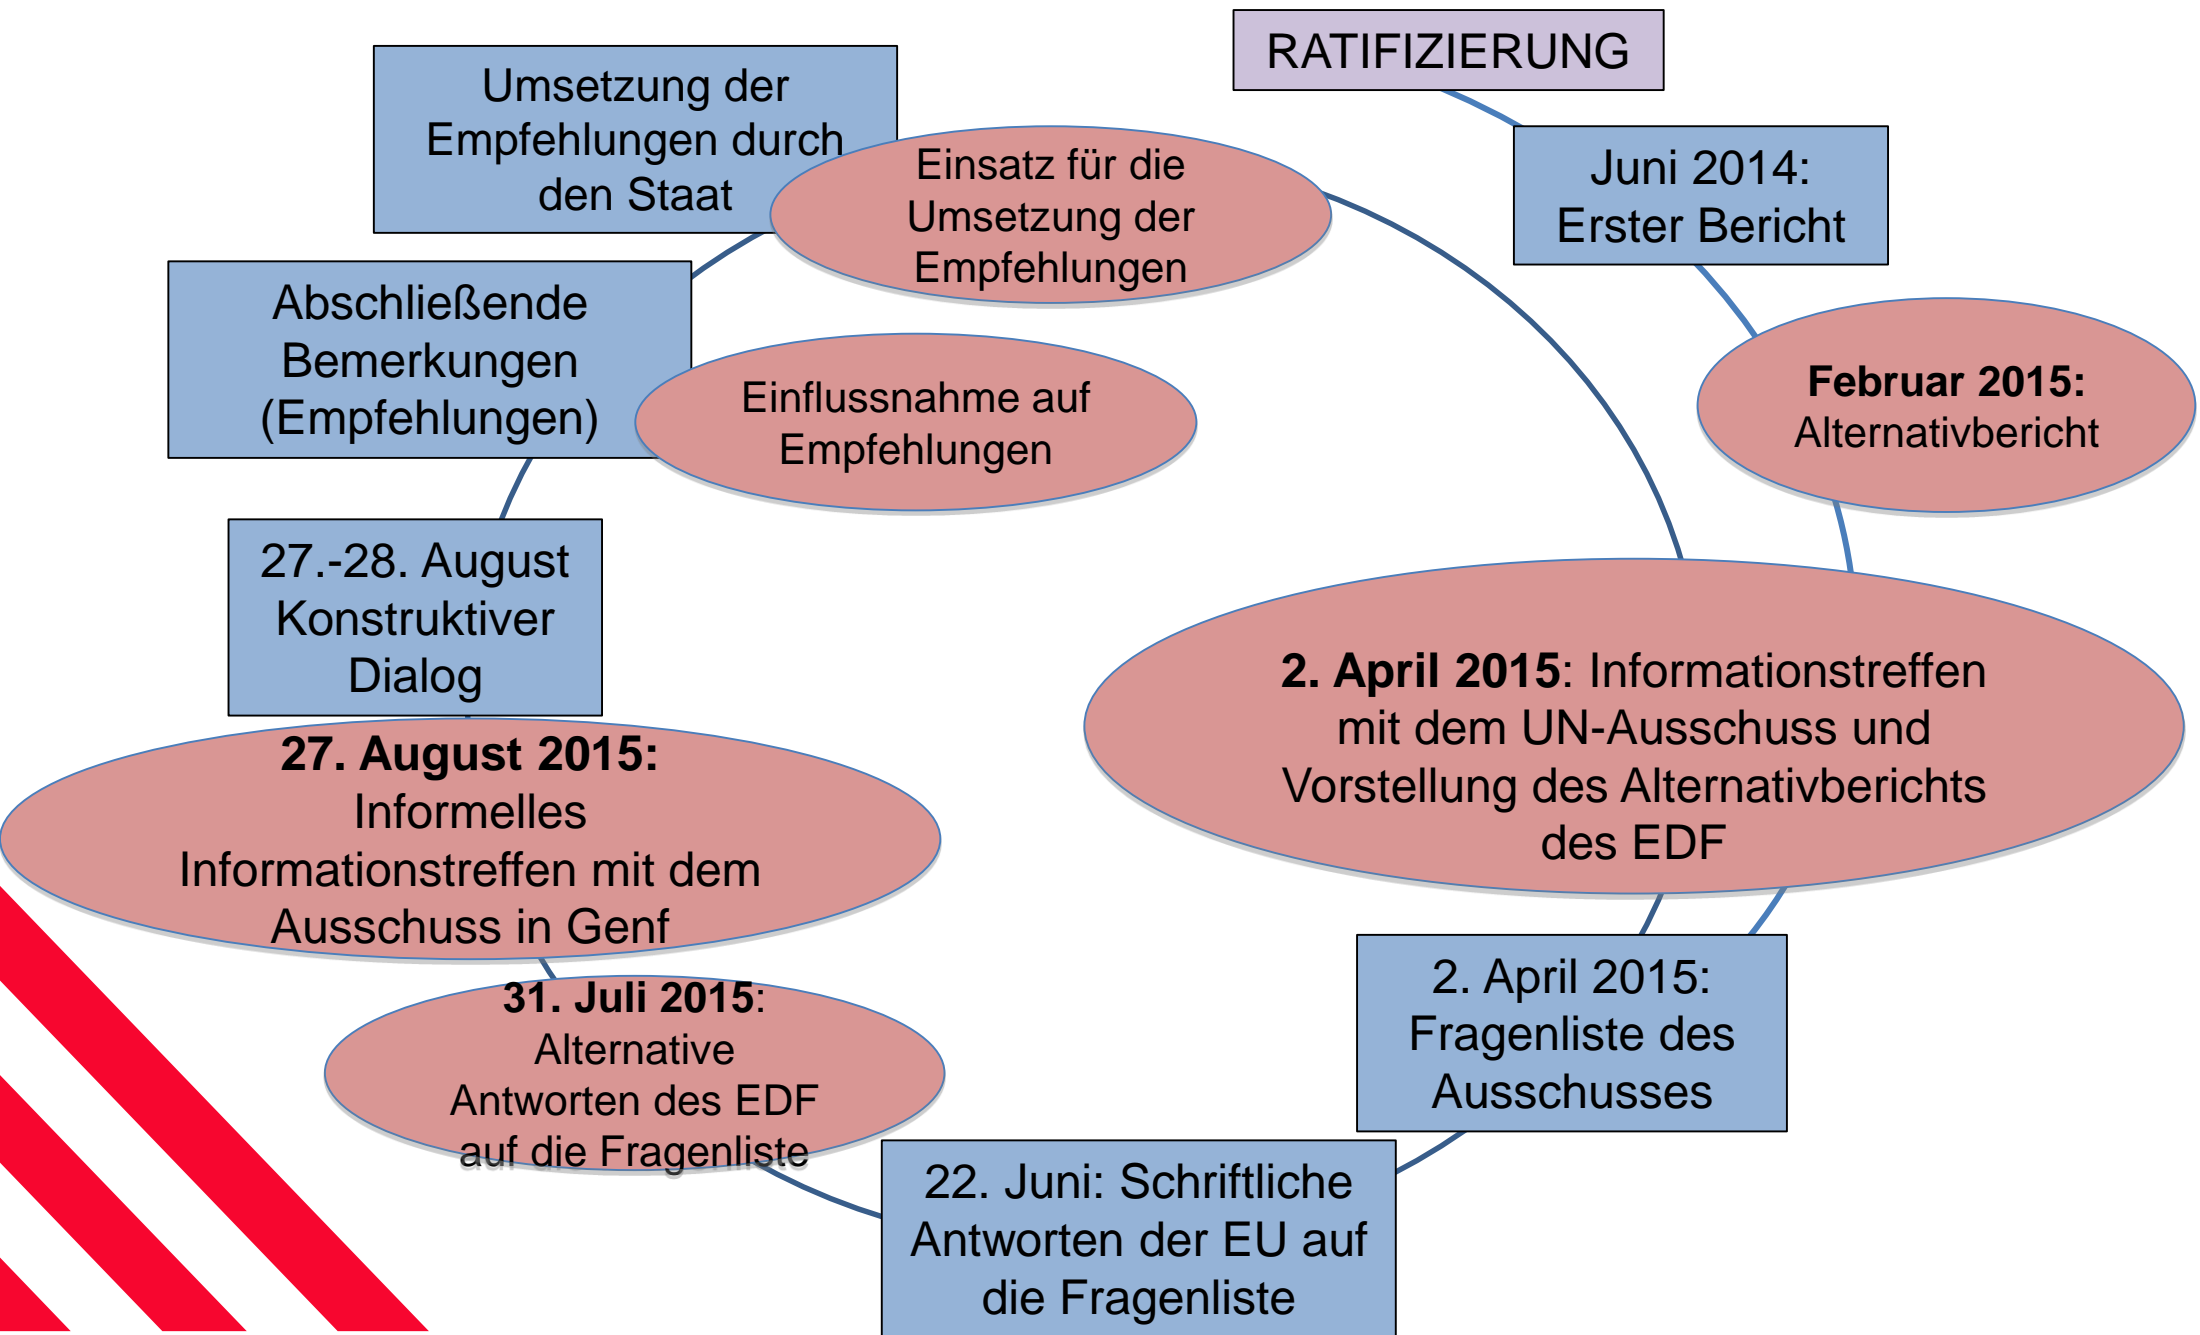 RATIFIZIERUNG
Juni 2014:
Erster Bericht
Februar 2015:
Alternativbericht
2. April 2015: Informationstreffen
mit dem UN-Ausschuss und
Vorstellung des Alternativberichts
des EDF
2. April 2015:
Fragenliste des
Ausschusses
22. Juni: Schriftliche
Antworten der EU auf
die Fragenliste
31. Juli 2015:
Alternative
Antworten des EDF
auf die Fragenliste
27. August 2015:
Informelles
Informationstreffen mit dem
Ausschuss in Genf
27.-28. August
Konstruktiver
Dialog
Abschließende
Bemerkungen
(Empfehlungen)
Einflussnahme auf
Empfehlungen
Umsetzung der
Empfehlungen durch
den Staat
Einsatz für die
Umsetzung der
Empfehlungen